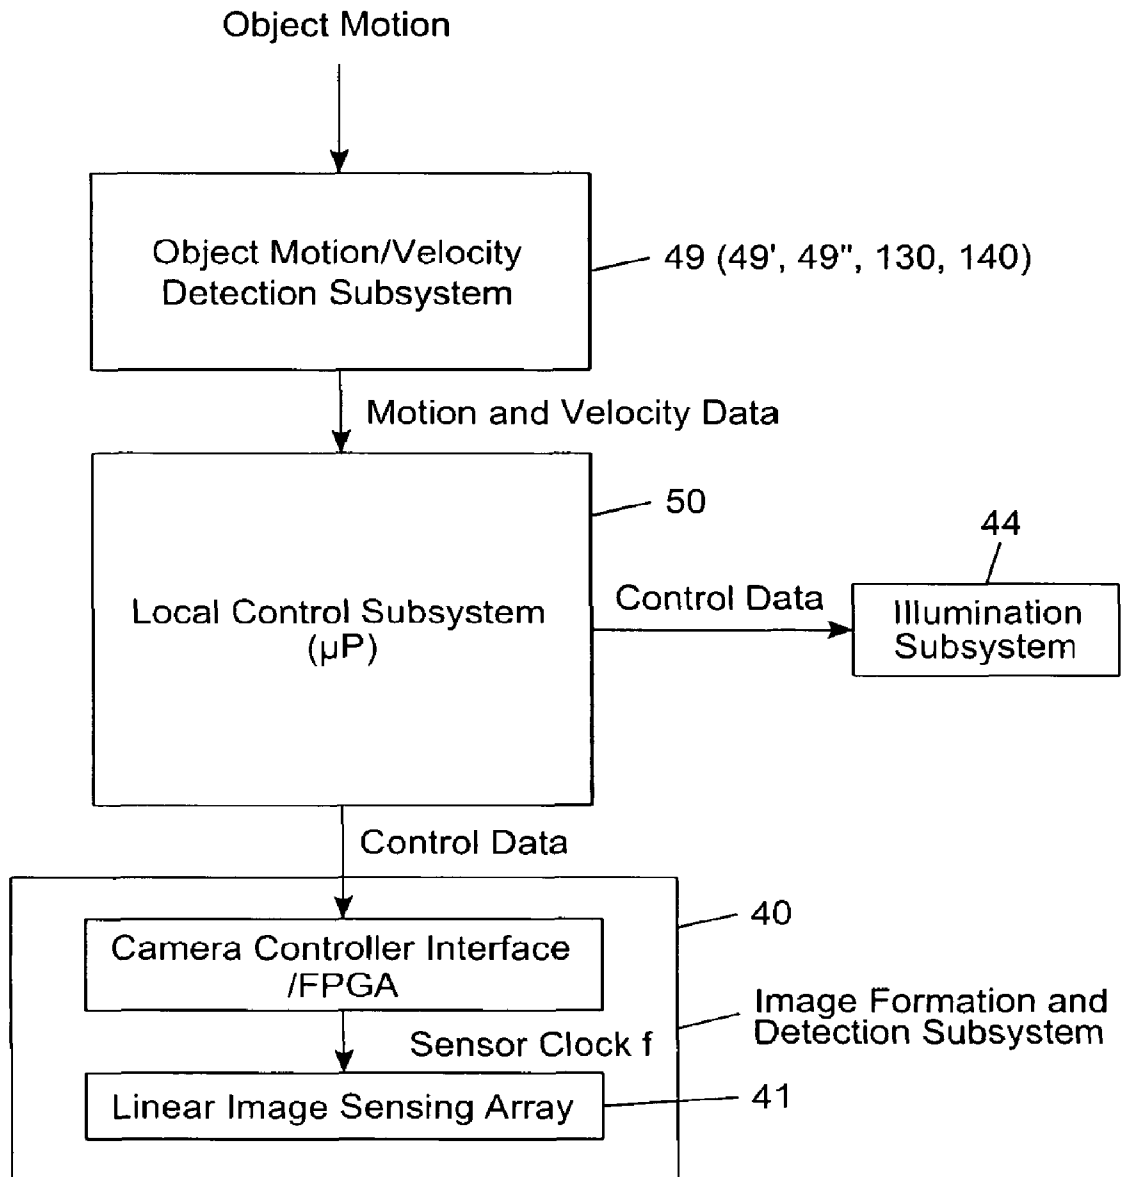 Object Motion
Object Motion/Velocity
Detection Subsystem
49 (49', 49", 130, 140)
Motion and Velocity Data
50
44
Local Control Subsystem
(μP)
Control Data
Illumination
Subsystem
Control Data
40
Camera Controller Interface
/FPGA
Image Formation and
Detection Subsystem
Sensor Clock f
Linear Image Sensing Array
41